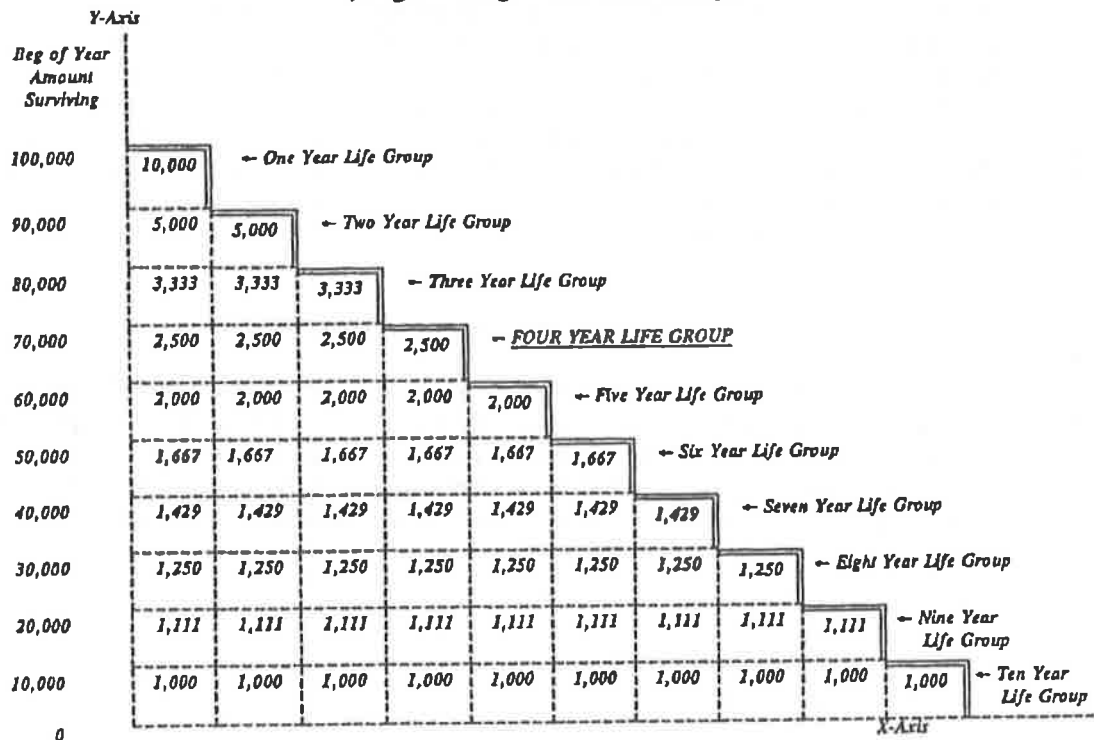 Y-Axis
Beg of Year
Amount
Surviving
100,000 10,000 ← One Year Life Group
90,000 5,000 5,000 ← Two Year Life Group
80,000 3,333 3,333 3,333 ← Three Year Life Group
70,000 2,500 2,500 2,500 2,500 ← FOUR YEAR LIFE GROUP
60,000 2,000 2,000 2,000 2,000 2,000 ← Five Year Life Group
50,000 1,667 1,667 1,667 1,667 1,667 1,667 ← Six Year Life Group
40,000 1,429 1,429 1,429 1,429 1,429 1,429 1,429 ← Seven Year Life Group
30,000 1,250 1,250 1,250 1,250 1,250 1,250 1,250 1,250 ← Eight Year Life Group
20,000 1,111 1,111 1,111 1,111 1,111 1,111 1,111 1,111 1,111 ← Nine Year
Life Group
10,000 1,000 1,000 1,000 1,000 1,000 1,000 1,000 1,000 1,000 1,000 ← Ten Year
Life Group
X-Axis
0